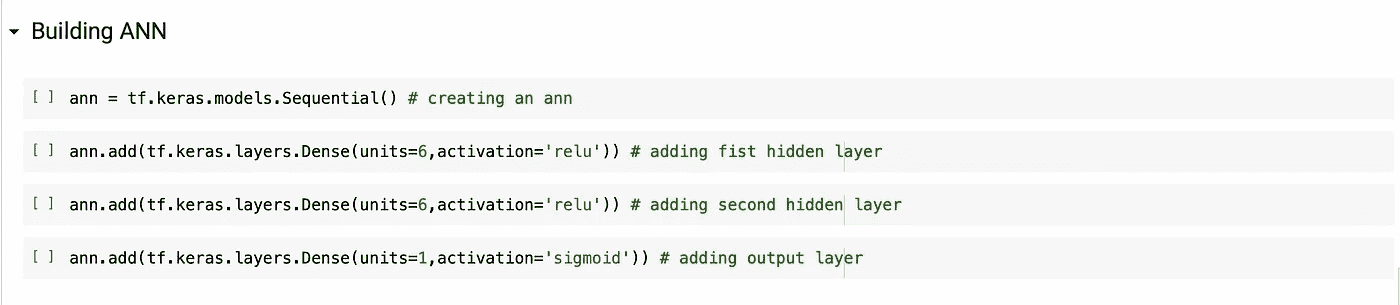 Building ANN
[ ] ann = tf.keras.models.Sequential() # creating an ann
[ ] ann.add(tf.keras.layers.Dense(units=6,activation='relu')) # adding fist hidden layer
[ ] ann.add(tf.keras.layers.Dense(units=6,activation='relu')) # adding second hidden layer
[ ] ann.add(tf.keras.layers.Dense(units=1,activation='sigmoid')) # adding output layer